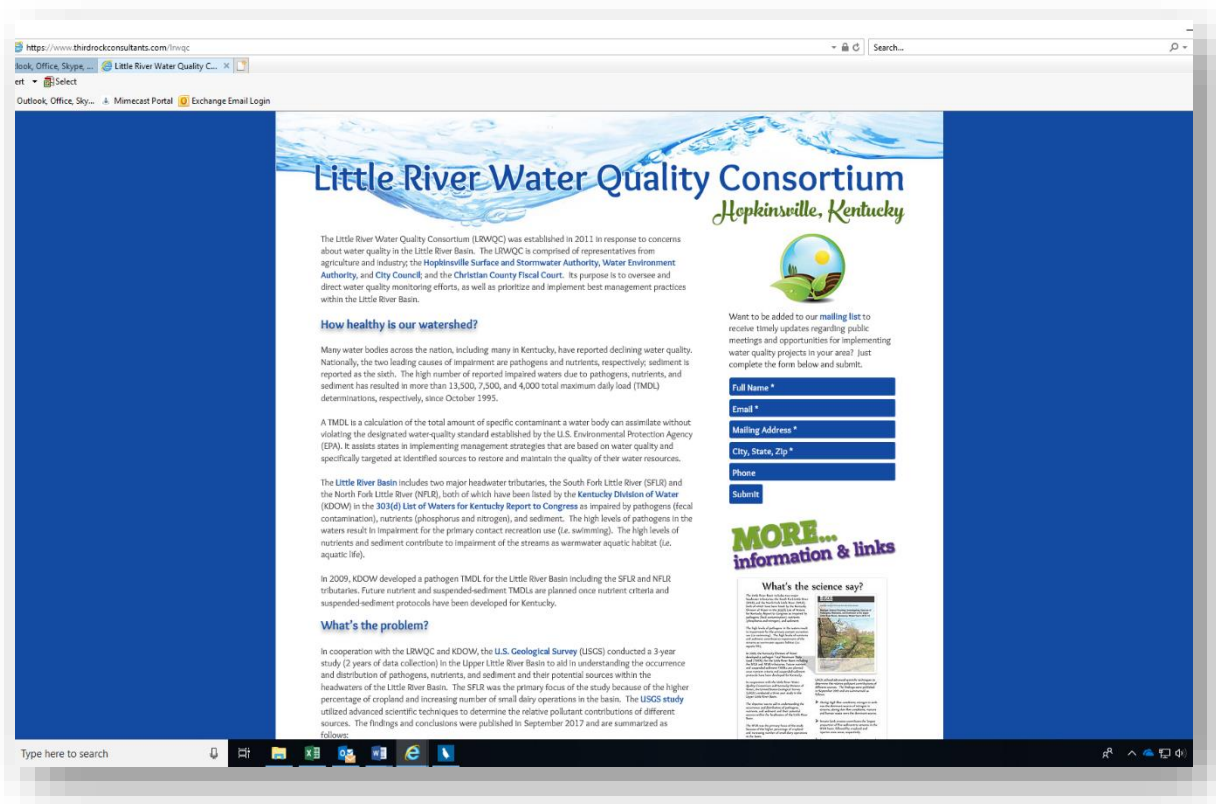 https://www.thirdrockconsultants.com/lrwqc
Search...
Outlook, Office, Skype, ...
Little River Water Quality C...
Select
Outlook, Office, Sky...
Mimecast Portal
Exchange Email Login
Little River Water Quality Consortium
Hopkinsville, Kentucky
The Little River Water Quality Consortium (LRWQC) was established in 2011 in response to concerns
about water quality in the Little River Basin. The LRWQC is comprised of representatives from
agriculture and industry; the Hopkinsville Surface and Stormwater Authority, Water Environment
Authority, and City Council; and the Christian County Fiscal Court. Its purpose is to oversee and
direct water quality monitoring efforts, as well as prioritize and implement best management practices
within the Little River Basin.
How healthy is our watershed?
Many water bodies across the nation, including many in Kentucky, have reported declining water quality.
Nationally, the two leading causes of impairment are pathogens and nutrients, respectively; sediment is
reported as the sixth. The high number of reported impaired waters due to pathogens, nutrients, and
sediment has resulted in more than 13,500, 7,500, and 4,000 total maximum daily load (TMDL)
determinations, respectively, since October 1995.
A TMDL is a calculation of the total amount of specific contaminant a water body can assimilate without
violating the designated water-quality standard established by the U.S. Environmental Protection Agency
(EPA). It assists states in implementing management strategies that are based on water quality and
specifically targeted at identified sources to restore and maintain the quality of their water resources.
The Little River Basin includes two major headwater tributaries, the South Fork Little River (SFLR) and
the North Fork Little River (NFLR), both of which have been listed by the Kentucky Division of Water
(KDOW) in the 303(d) List of Waters for Kentucky Report to Congress as impaired by pathogens (fecal
contamination), nutrients (phosphorus and nitrogen), and sediment. The high levels of pathogens in the
waters result in impairment for the primary contact recreation use (i.e. swimming). The high levels of
nutrients and sediment contribute to impairment of the streams as warmwater aquatic habitat (i.e.
aquatic life).
In 2009, KDOW developed a pathogen TMDL for the Little River Basin including the SFLR and NFLR
tributaries. Future nutrient and suspended-sediment TMDLs are planned once nutrient criteria and
suspended-sediment protocols have been developed for Kentucky.
What's the problem?
In cooperation with the LRWQC and KDOW, the U.S. Geological Survey (USGS) conducted a 3-year
study (2 years of data collection) in the Upper Little River Basin to aid in understanding the occurrence
and distribution of pathogens, nutrients, and sediment and their potential sources within the
headwaters of the Little River Basin. The SFLR was the primary focus of the study because of the higher
percentage of cropland and increasing number of small dairy operations in the basin. The USGS study
utilized advanced scientific techniques to determine the relative pollutant contributions of different
sources. The findings and conclusions were published in September 2017 and are summarized as
follows:
Want to be added to our mailing list to
receive timely updates regarding public
meetings and opportunities for implementing
water quality projects in your area? Just
complete the form below and submit.
Full Name *
Email *
Mailing Address *
City, State, Zip *
Phone
Submit
MORE...
information & links
What's the science say?
Type here to search